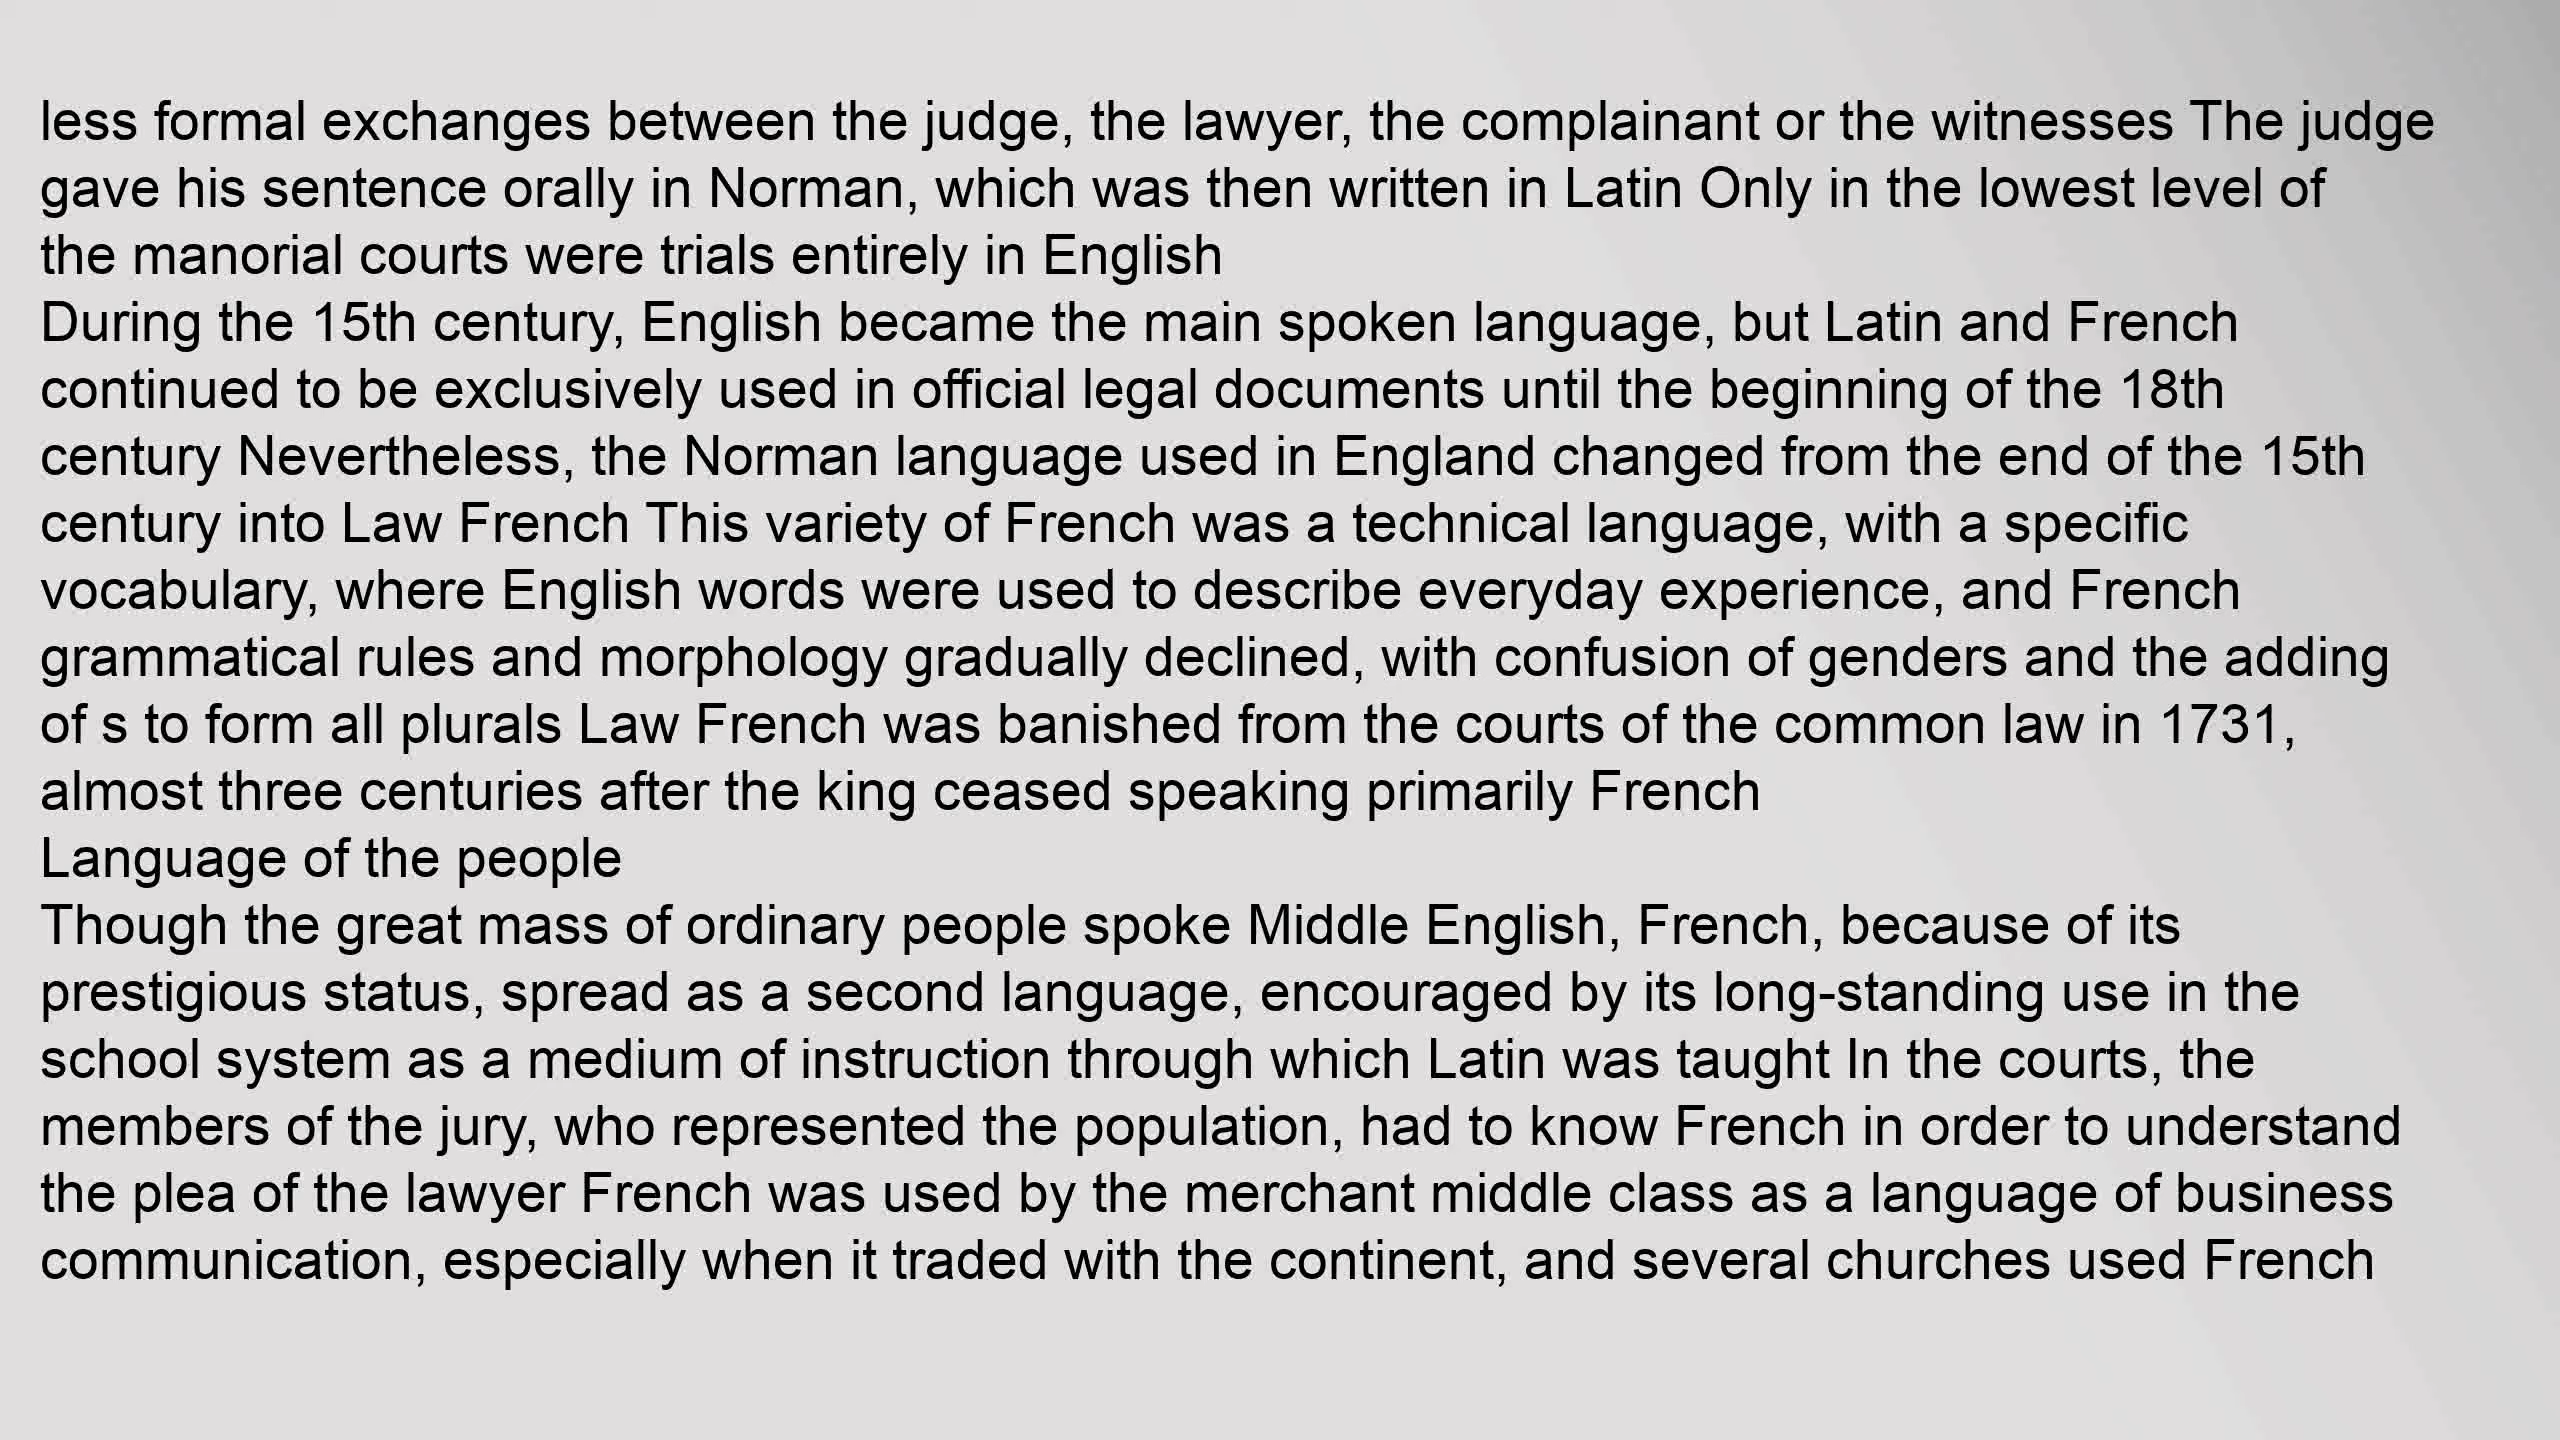 less formal exchanges between the judge, the lawyer, the complainant or the witnesses The judge
gave his sentence orally in Norman, which was then written in Latin Only in the lowest level of
the manorial courts were trials entirely in English
During the 15th century, English became the main spoken language, but Latin and French
continued to be exclusively used in official legal documents until the beginning of the 18th
century Nevertheless, the Norman language used in England changed from the end of the 15th
century into Law French This variety of French was a technical language, with a specific
vocabulary, where English words were used to describe everyday experience, and French
grammatical rules and morphology gradually declined, with confusion of genders and the adding
of s to form all plurals Law French was banished from the courts of the common law in 1731,
almost three centuries after the king ceased speaking primarily French
Language of the people
Though the great mass of ordinary people spoke Middle English, French, because of its
prestigious status, spread as a second language, encouraged by its long-standing use in the
school system as a medium of instruction through which Latin was taught In the courts, the
members of the jury, who represented the population, had to know French in order to understand
the plea of the lawyer French was used by the merchant middle class as a language of business
communication, especially when it traded with the continent, and several churches used French